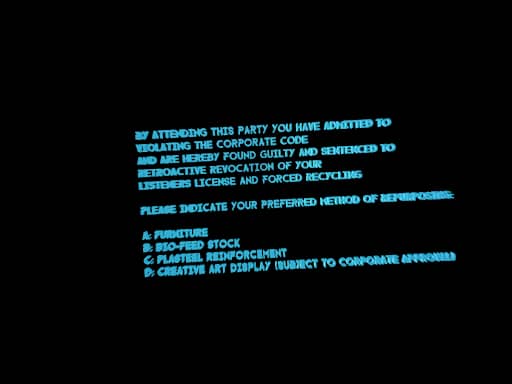 BY ATTENDING THIS PARTY YOU HAVE ADMITTED TO
VIOLATING THE CORPORATE CODE
AND ARE HEREBY FOUND GUILTY AND SENTENCED TO
RETROACTIVE REVOCATION OF YOUR
LISTENERS LICENSE AND FORCED RECYCLING
PLEASE INDICATE YOUR PREFERRED METHOD OF REPURPOSING:
A: FURNITURE
B: BIO-FEED STOCK
C: PLASTEEL REINFORCEMENT
D: CREATIVE ART DISPLAY (SUBJECT TO CORPORATE APPROVAL)